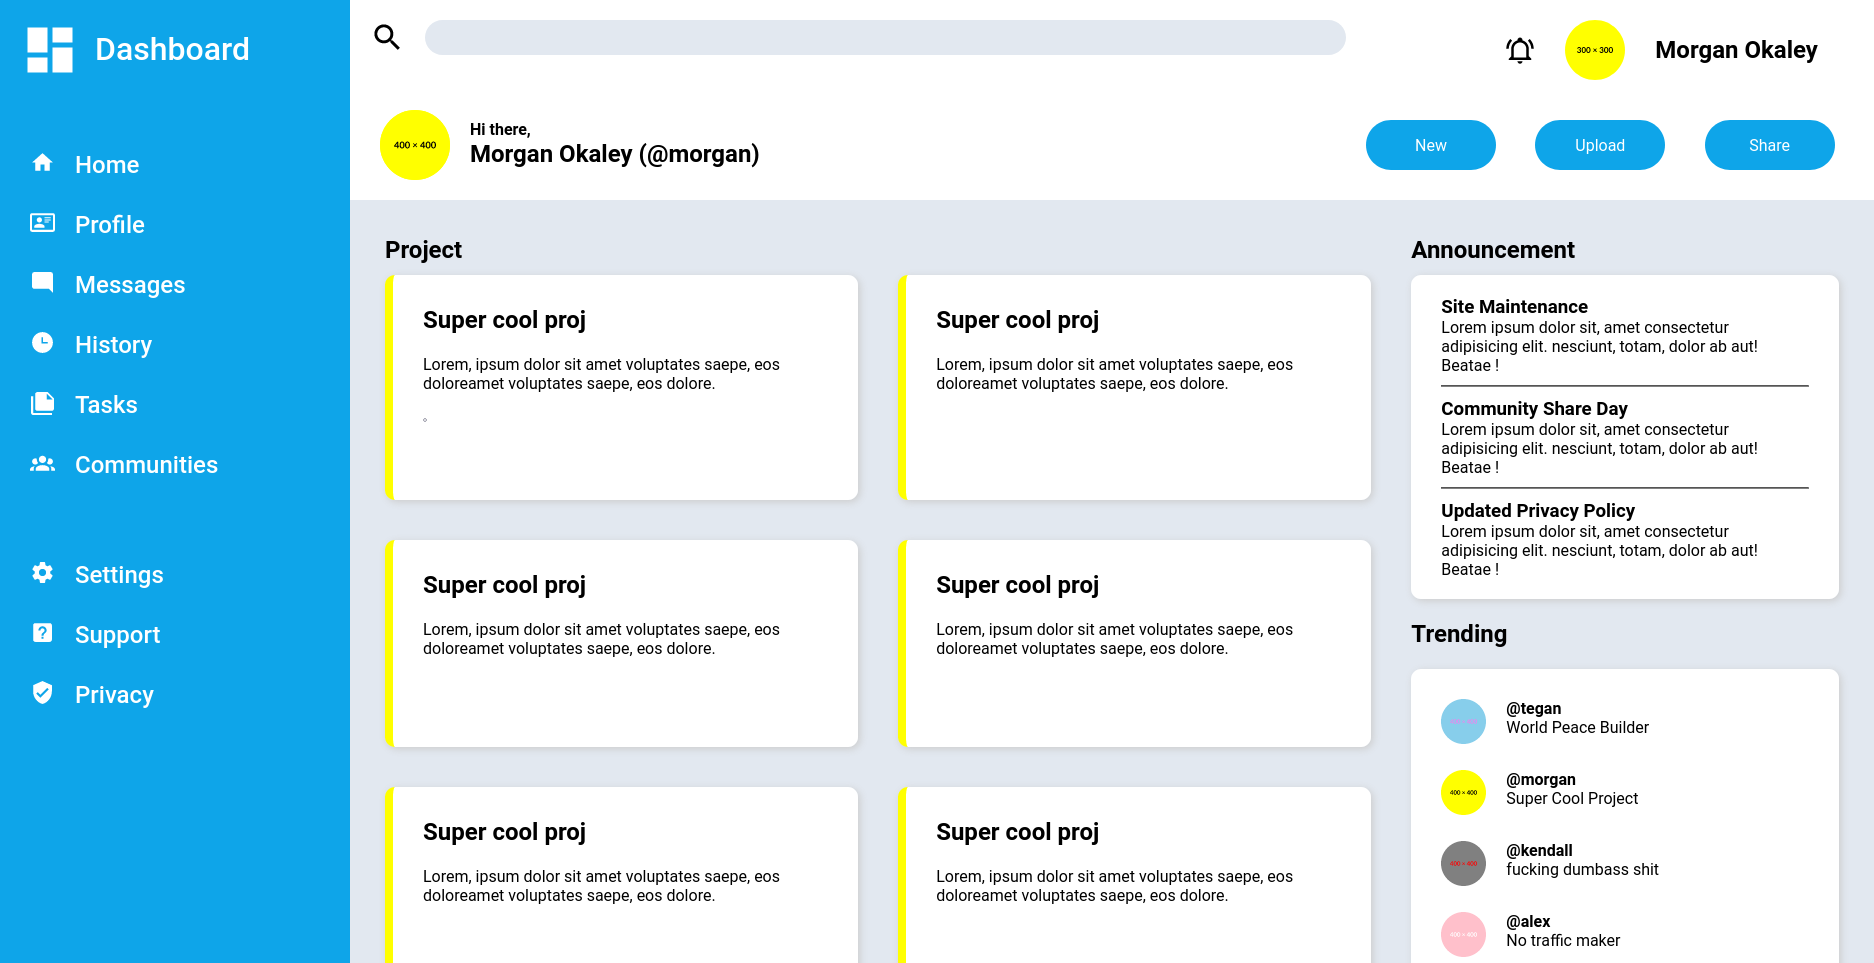 Dashboard
Home
Profile
Messages
History
Tasks
Communities
Settings
Support
Privacy
300 × 300
Morgan Okaley
400 × 400
Hi there,
Morgan Okaley (@morgan)
New
Upload
Share
Project
Super cool proj
Lorem, ipsum dolor sit amet voluptates saepe, eos
doloreamet voluptates saepe, eos dolore.
Super cool proj
Lorem, ipsum dolor sit amet voluptates saepe, eos
doloreamet voluptates saepe, eos dolore.
Super cool proj
Lorem, ipsum dolor sit amet voluptates saepe, eos
doloreamet voluptates saepe, eos dolore.
Super cool proj
Lorem, ipsum dolor sit amet voluptates saepe, eos
doloreamet voluptates saepe, eos dolore.
Super cool proj
Lorem, ipsum dolor sit amet voluptates saepe, eos
doloreamet voluptates saepe, eos dolore.
Super cool proj
Lorem, ipsum dolor sit amet voluptates saepe, eos
doloreamet voluptates saepe, eos dolore.
Announcement
Site Maintenance
Lorem ipsum dolor sit, amet consectetur
adipisicing elit. nesciunt, totam, dolor ab aut!
Beatae !
Community Share Day
Lorem ipsum dolor sit, amet consectetur
adipisicing elit. nesciunt, totam, dolor ab aut!
Beatae !
Updated Privacy Policy
Lorem ipsum dolor sit, amet consectetur
adipisicing elit. nesciunt, totam, dolor ab aut!
Beatae !
Trending
@tegan
World Peace Builder
400 × 400
@morgan
Super Cool Project
400 × 400
@kendall
fucking dumbass shit
400 × 400
@alex
No traffic maker